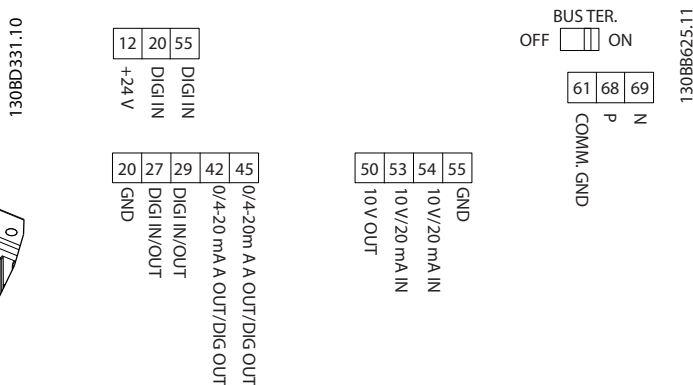 130BD331.10
12 20 55
+24 V
DIGI IN
DIGI IN
20 27 29 42 45
GND
DIGI IN/OUT
DIGI IN/OUT
0/4-20 mA A OUT/DIG OUT
0/4-20m A A OUT/DIG OUT
50 53 54 55
10 V OUT
10 V/20 mA IN
10 V/20 mA IN
GND
BUS TER.
OFF ON
61 68 69
COMM. GND
P
N
130BB625.11